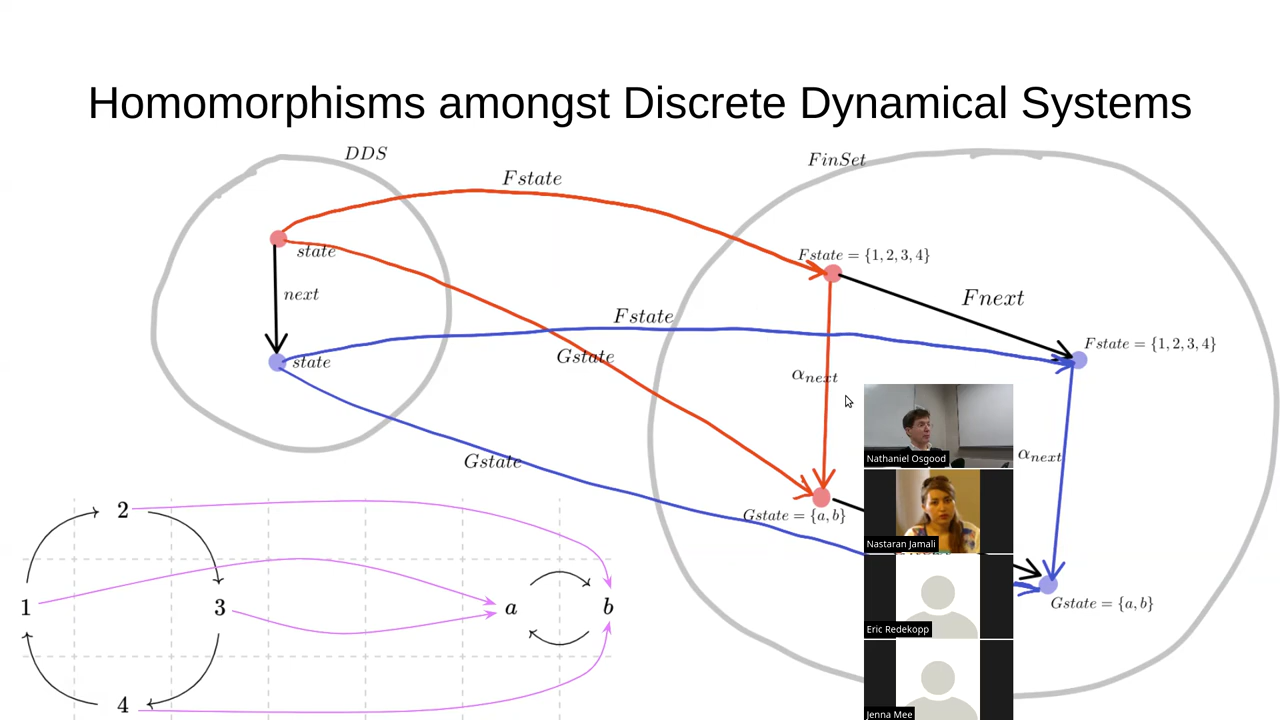 Homomorphisms amongst Discrete Dynamical Systems
DDS
FinSet
Fstate
Fstate = {1, 2, 3, 4}
state
next
Fnext
Fstate
Fstate = {1, 2, 3, 4}
Gstate
state
αnext
Nathaniel Osgood
αnext
Gstate
Nastaran Jamali
Gstate = {a, b}
Eric Redekopp
Gstate = {a, b}
Jenna Mee
2
1
3
a
b
4